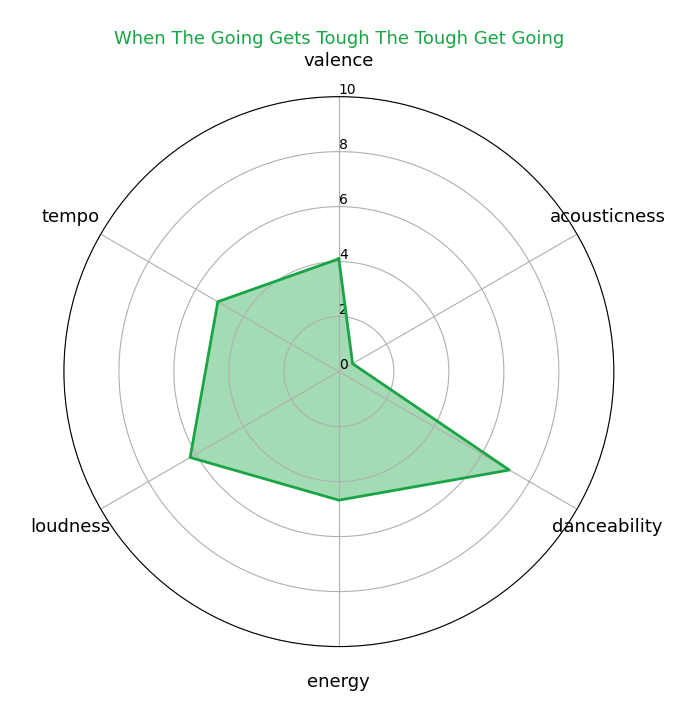 When The Going Gets Tough The Tough Get Going
valence
10
8
tempo
6
acousticness
4
2
0
loudness
danceability
energy